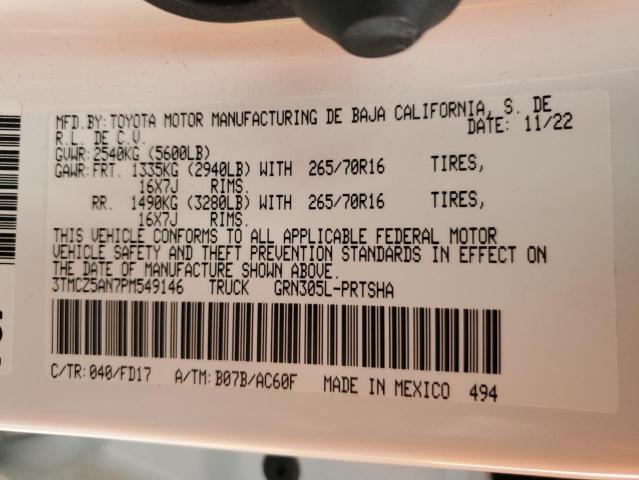 MFD.BY:TOYOTA MOTOR MANUFACTURING DE BAJA CALIFORNIA, S. DE
R.L. DE C.V. DATE: 11/22
GVWR:2540KG (5600LB)
GAWR:FRT. 1335KG (2940LB) WITH 265/70R16 TIRES,
16X7J RIMS.
RR. 1490KG (3280LB) WITH 265/70R16 TIRES,
16X7J RIMS.
THIS VEHICLE CONFORMS TO ALL APPLICABLE FEDERAL MOTOR
VEHICLE SAFETY AND THEFT PREVENTION STANDARDS IN EFFECT ON
THE DATE OF MANUFACTURE SHOWN ABOVE.
3TMCZ5AN7PM549146 TRUCK GRN305L-PRTSHA
C/TR:040/FD17 A/TM:B07B/AC60F MADE IN MEXICO 494